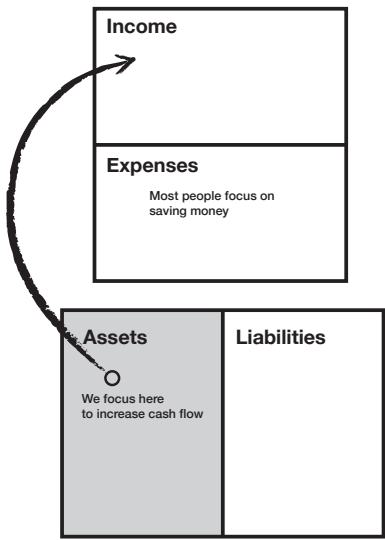 Income
Expenses
Most people focus on
saving money
Assets
Liabilities
We focus here
to increase cash flow